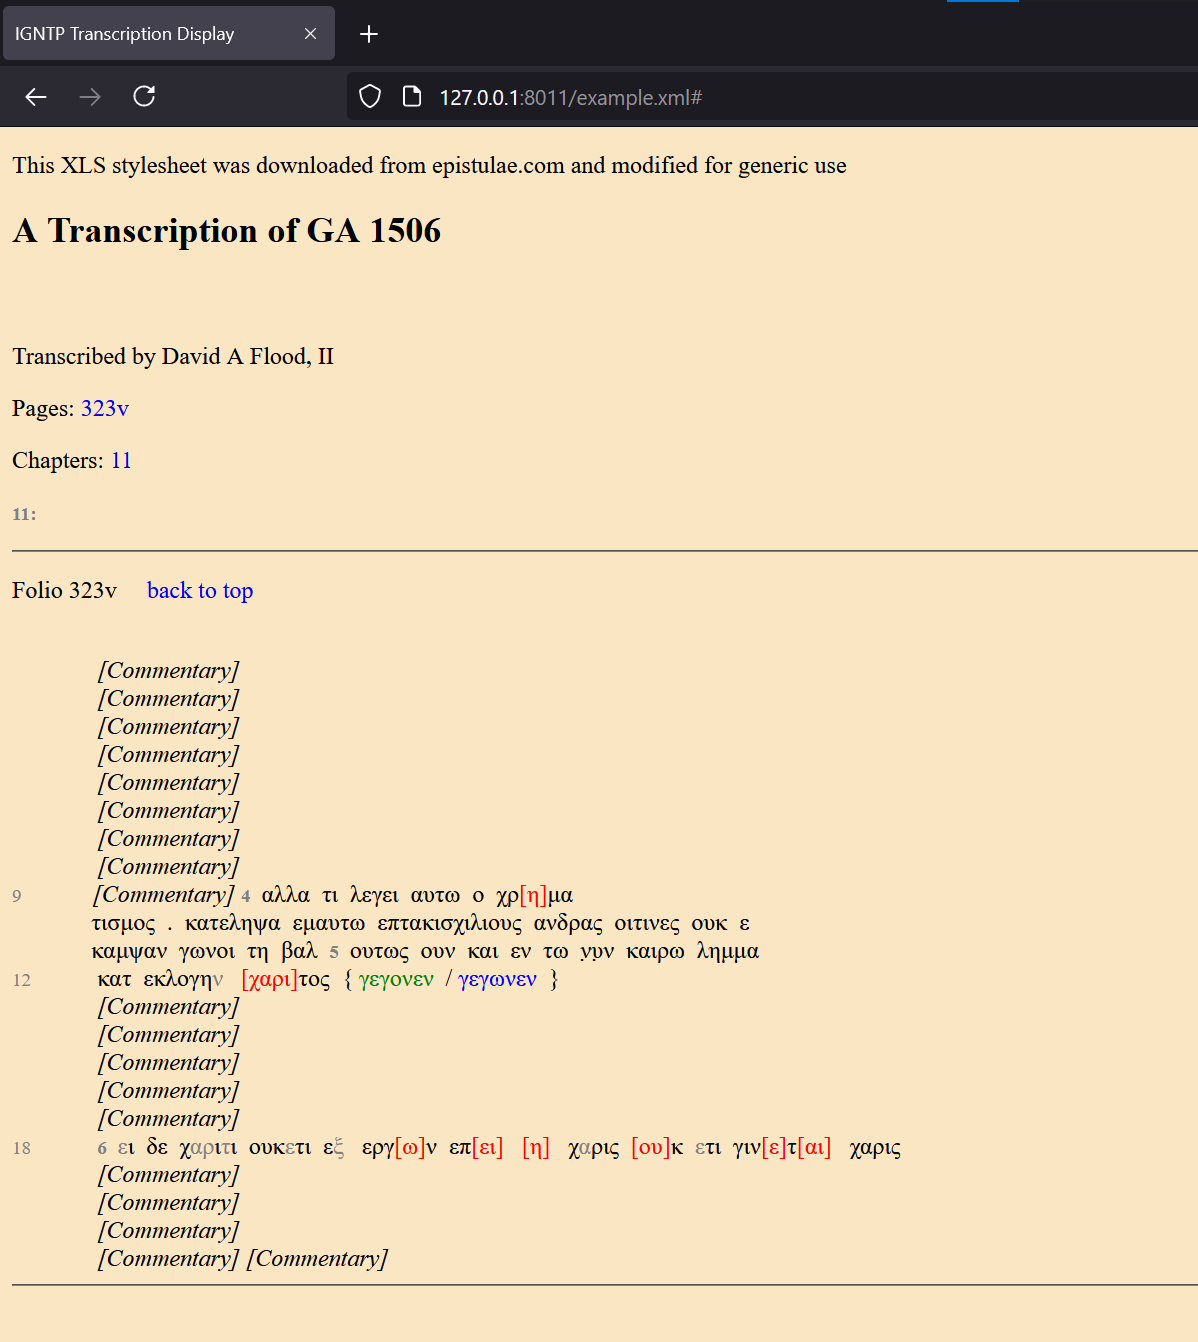 IGNTP Transcription Display
127.0.0.1:8011/example.xml#
This XLS stylesheet was downloaded from epistulae.com and modified for generic use
A Transcription of GA 1506
Transcribed by David A Flood, II
Pages: 323v
Chapters: 11
11:
Folio 323v back to top
[Commentary]
[Commentary]
[Commentary]
[Commentary]
[Commentary]
[Commentary]
[Commentary]
[Commentary]
9 [Commentary] 4 αλλα τι λεγει αυτω ο χρ[η]μα
τισμος . κατεληψα εμαυτω επτακισχιλιους ανδρας οιτινες ουκ ε
καμψαν γωνοι τη βαλ 5 ουτως ουν και εν τω νυν καιρω λημμα
12 κατ εκλογην [χαρι]τος { γεγονεν / γεγωνεν }
[Commentary]
[Commentary]
[Commentary]
[Commentary]
[Commentary]
18 6 ει δε χαριτι ουκετι εξ εργ[ω]ν επ[ει] [η] χαρις [ου]κ ετι γιν[ε]τ[αι] χαρις
[Commentary]
[Commentary]
[Commentary]
[Commentary] [Commentary]